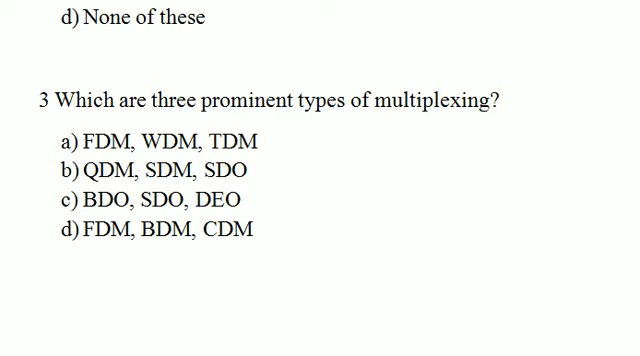 d) None of these
3 Which are three prominent types of multiplexing?
a) FDM, WDM, TDM
b) QDM, SDM, SDO
c) BDO, SDO, DEO
d) FDM, BDM, CDM